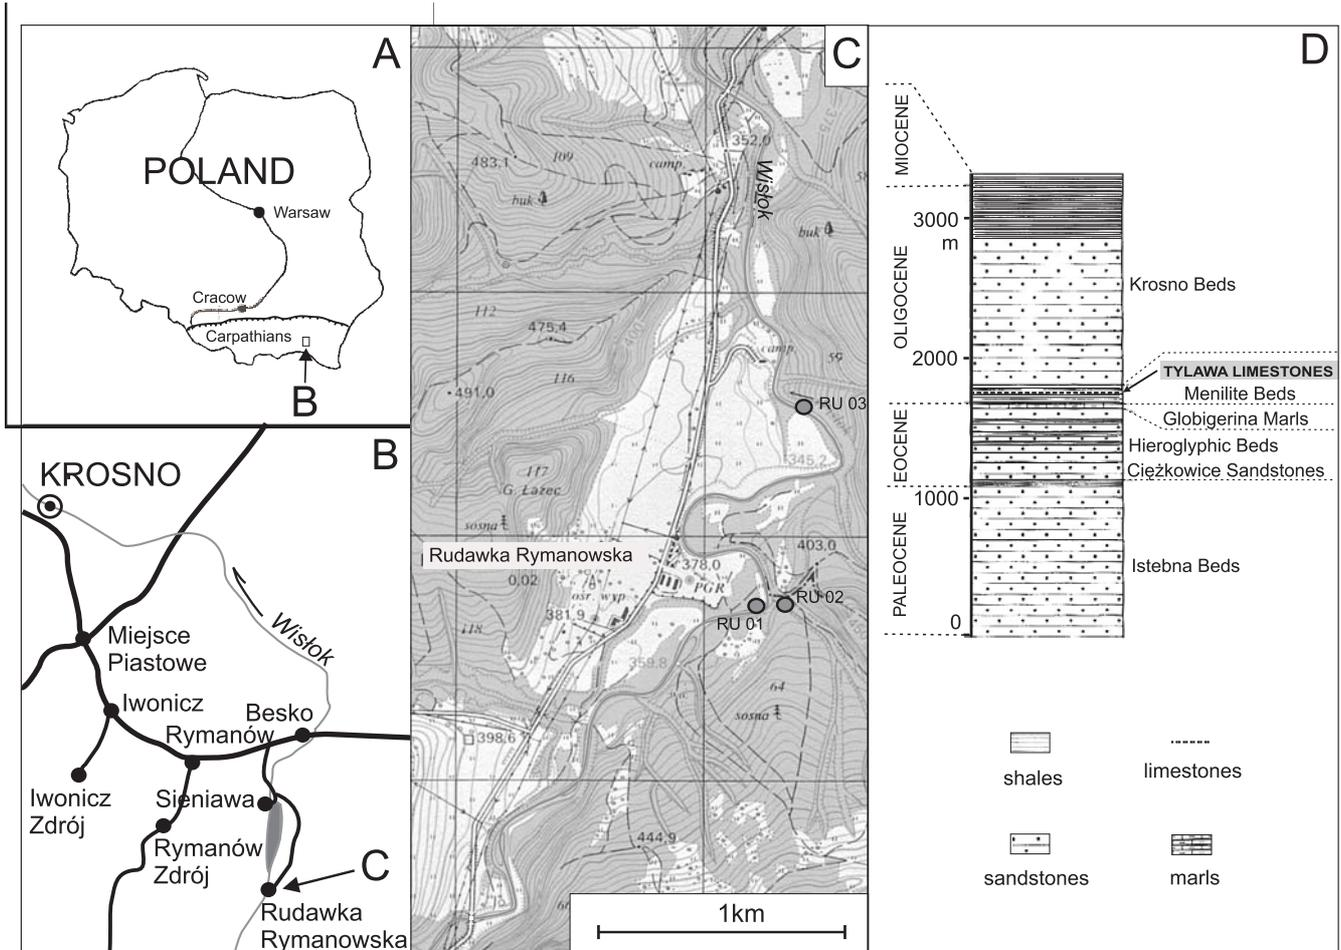 A
POLAND
Warsaw
Cracow
Carpathians
B
B
KROSNO
Wisłok
Miejsce
Piastowe
Iwonicz
Besko
Rymanów
Iwonicz
Zdrój
Sieniawa
Rymanów
Zdrój
C
Rudawka
Rymanowska
C
352,0
109
483,1
camp.
Wisłok
buk
buk
112
475,4
camp.
59
116
491,0
RU 03
117
345,2
G. Łazec
sosna
403,0
Rudawka Rymanowska
378,0
0,02
PGR
RU 02
osr. wyp
381,9
RU 01
118
359,8
64
sosna
398,6
444,9
1km
D
MIOCENE
3000
m
OLIGOCENE
Krosno Beds
2000
TYLAWA LIMESTONES
Menilite Beds
Globigerina Marls
EOCENE
Hieroglyphic Beds
Ciężkowice Sandstones
1000
PALEOCENE
Istebna Beds
0
shales
limestones
sandstones
marls